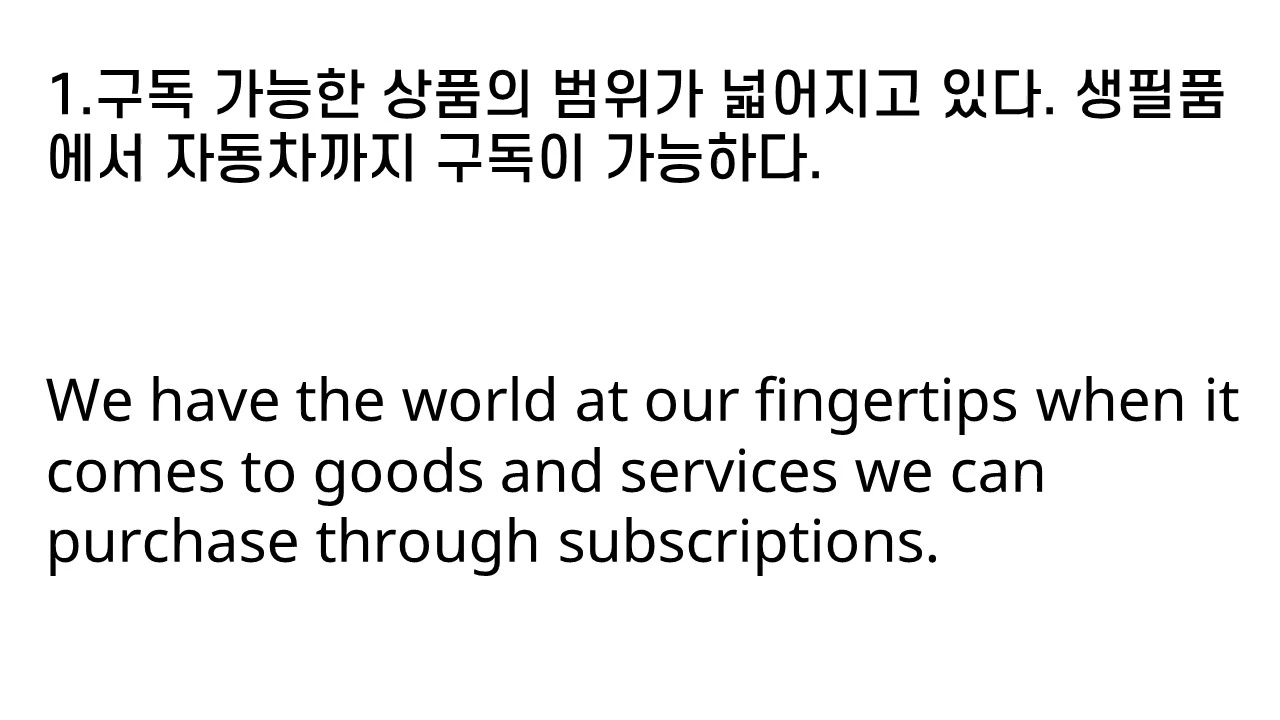 1.구독 가능한 상품의 범위가 넓어지고 있다. 생필품
에서 자동차까지 구독이 가능하다.
We have the world at our fingertips when it
comes to goods and services we can
purchase through subscriptions.